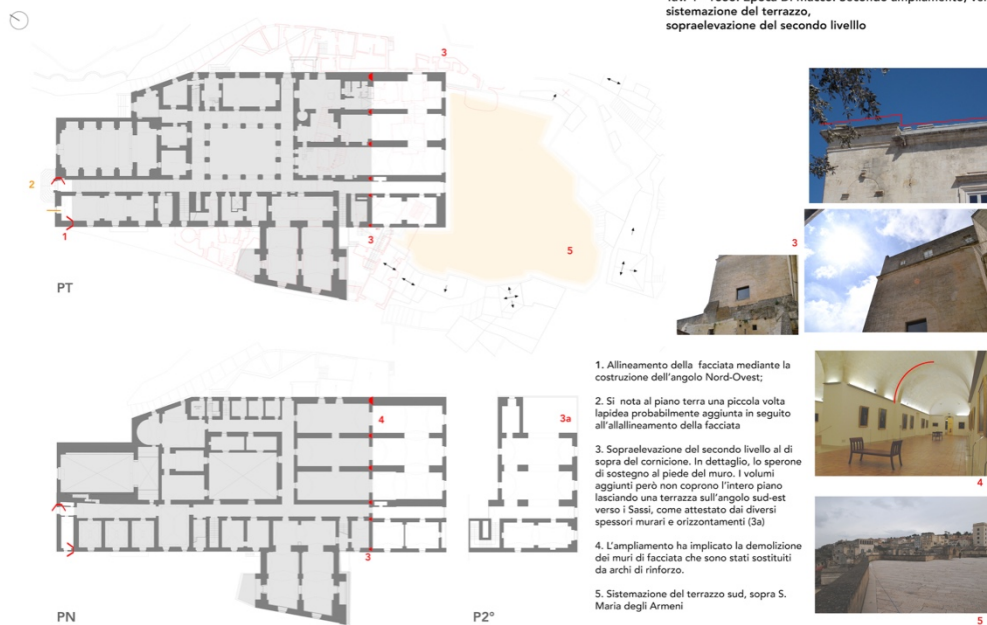 sistemazione del terrazzo,
sopraelevazione del secondo livelllo
3
2
1
3
5
PT
3
1. Allineamento della facciata mediante la
costruzione dell'angolo Nord-Ovest;
2. Si nota al piano terra una piccola volta
lapidea probabilmente aggiunta in seguito
all'allallineamento della facciata
3. Sopraelevazione del secondo livello al di
sopra del cornicione. In dettaglio, lo sperone
di sostegno al piede del muro. I volumi
aggiunti però non coprono l'intero piano
lasciando una terrazza sull'angolo sud-est
verso i Sassi, come attestato dai diversi
spessori murari e orizzontamenti (3a)
4. L'ampliamento ha implicato la demolizione
dei muri di facciata che sono stati sostituiti
da archi di rinforzo.
5. Sistemazione del terrazzo sud, sopra S.
Maria degli Armeni
4
3a
3
PN
P2°
4
5